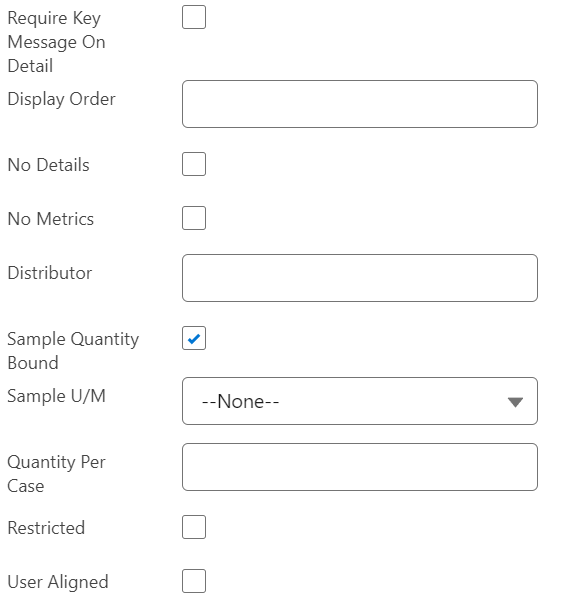 Require Key
Message On
Detail
Display Order
No Details
No Metrics
Distributor
Sample Quantity
Bound
Sample U/M
--None--
Quantity Per
Case
Restricted
User Aligned